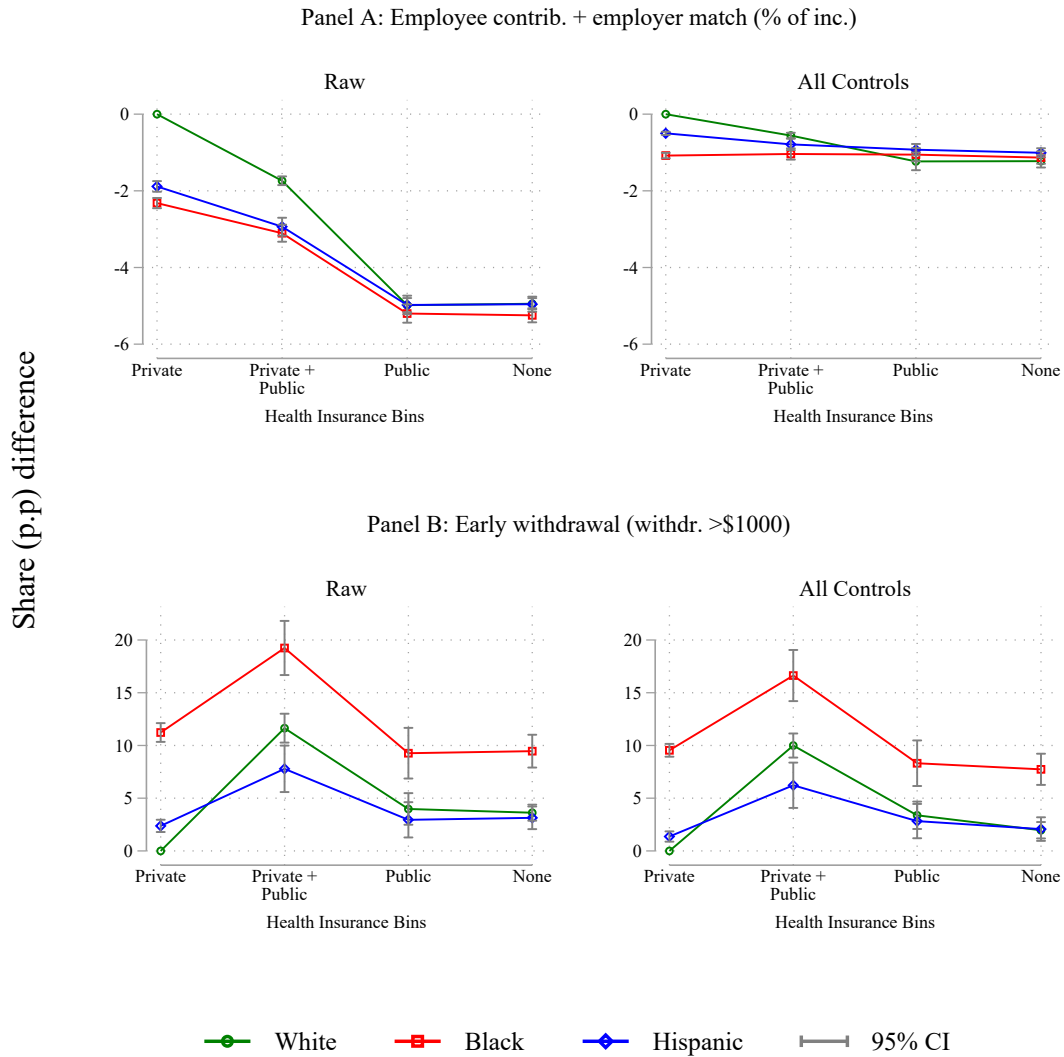 Panel A: Employee contrib. + employer match (% of inc.)
Raw
All Controls
0
-2
-4
-6
Private
Private +
Public
Public
None
Health Insurance Bins
0
-2
-4
-6
Private
Private +
Public
Public
None
Health Insurance Bins
Share (p.p) difference
Panel B: Early withdrawal (withdr. >$1000)
Raw
All Controls
20
15
10
5
0
Private
Private +
Public
Public
None
Health Insurance Bins
20
15
10
5
0
Private
Private +
Public
Public
None
Health Insurance Bins
White
Black
Hispanic
95% CI